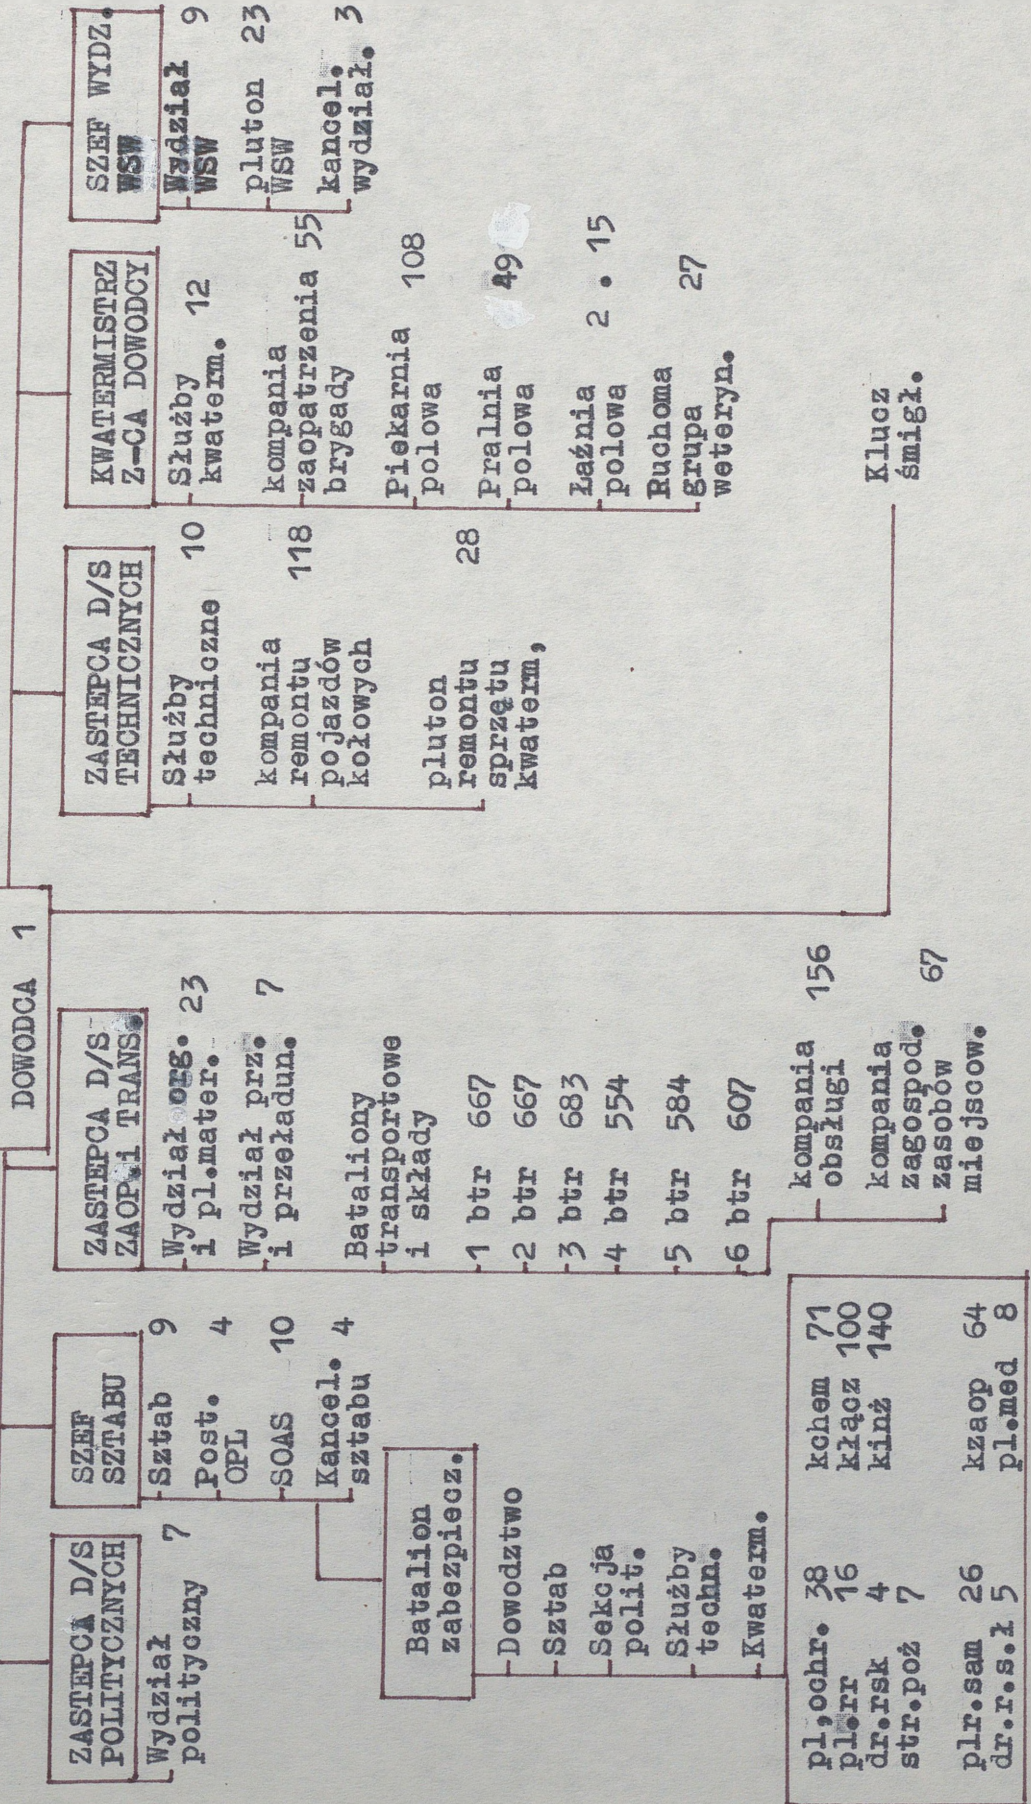 DOWODCA 1
ZASTEPCA D/S
POLITYCZNYCH
Wydział
polityczny 7
SZEF
SZTABU
Sztab 9
Post.
OPL 4
SOAS 10
Kancel.
sztabu 4
Batalion
zabezpiecz.
Dowodztwo
Sztab
Sekcja
polit.
Służby
techn.
Kwaterm.
pl,ochr. 38
pl.rr 16
dr.rsk 4
str.poż 7
plr.sam 26
dr.r.s.ł 5
kchem 71
kłącz 100
kinż 140
kzaop 64
pl.med 8
ZASTEPCA D/S
ZAOP.i TRANS.
Wydział org.
i pl.mater. 23
Wydział prz.
i przeładun. 7
Bataliony
transportowe
i składy
1 btr 667
2 btr 667
3 btr 683
4 btr 554
5 btr 584
6 btr 607
kompania
obsługi 156
kompania
zagospod.
zasobów 67
miejscow.
ZASTEPCA D/S
TECHNICZNYCH
Służby
techniczne 10
kompania
remontu 118
pojazdów
kołowych
pluton
remontu 28
sprzętu
kwaterm,
KWATERMISTRZ
Z-CA DOWODCY
Służby
kwaterm. 12
kompania
zaopatrzenia 55
brygady
Piekarnia
polowa 108
Pralnia
polowa 49
Łaźnia
polowa 2 . 15
Ruchoma
grupa 27
weteryn.
SZEF WYDZ.
WSW
Wydział
WSW 9
pluton 23
WSW
kancel.
wydział. 3
Klucz
śmigł.